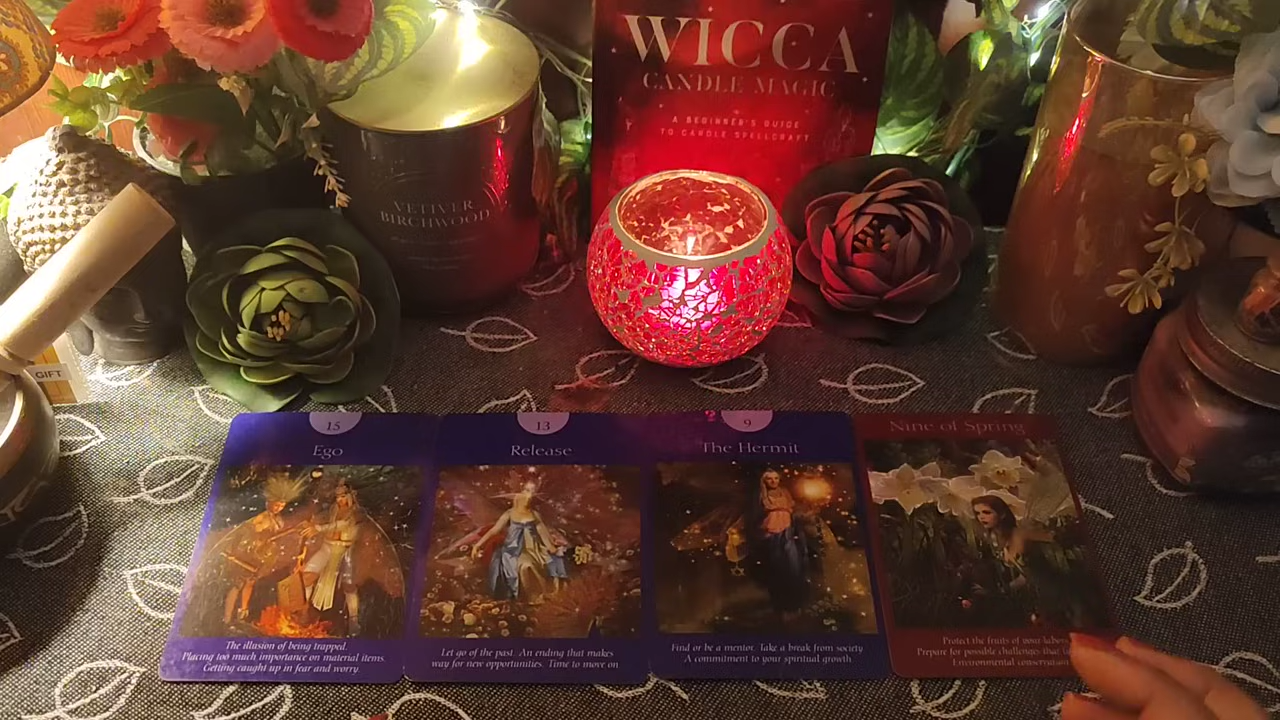 WICCA
CANDLE MAGIC
A BEGINNER'S GUIDE
TO CANDLE SPELLCRAFT
VETIVER
BIRCHWOOD
GIFT
15
Ego
The illusion of being trapped.
Placing too much importance on material items.
Getting caught up in fear and worry.
13
Release
Let go of the past. An ending that makes
way for new opportunities. Time to move on
9
The Hermit
Find or be a mentor. Take a break from society
A commitment to your spiritual growth
Nine of Spring
Protect the fruits of your labors
Prepare for possible challenges that
Environmental conservation